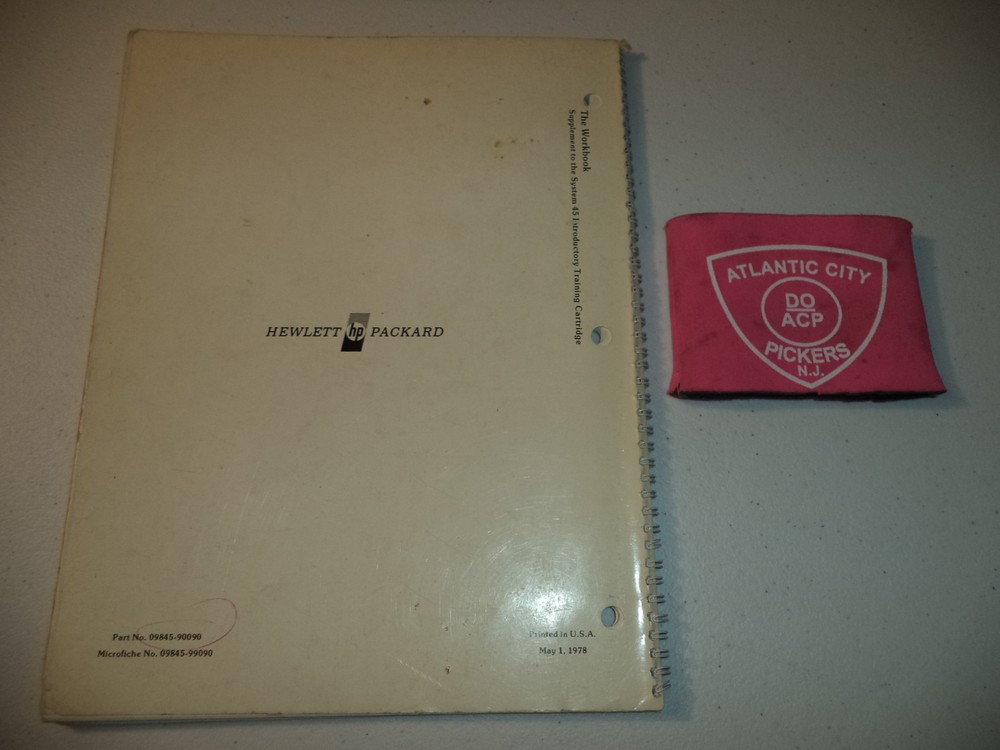 The Workbook
Supplement to the System 45 Introductory Training Cartridge
HEWLETT hp PACKARD
Part No. 09845-90090
Microfiche No. 09845-99090
Printed in U.S.A.
May 1, 1978
ATLANTIC CITY
DO
ACP
PICKERS
N.J.